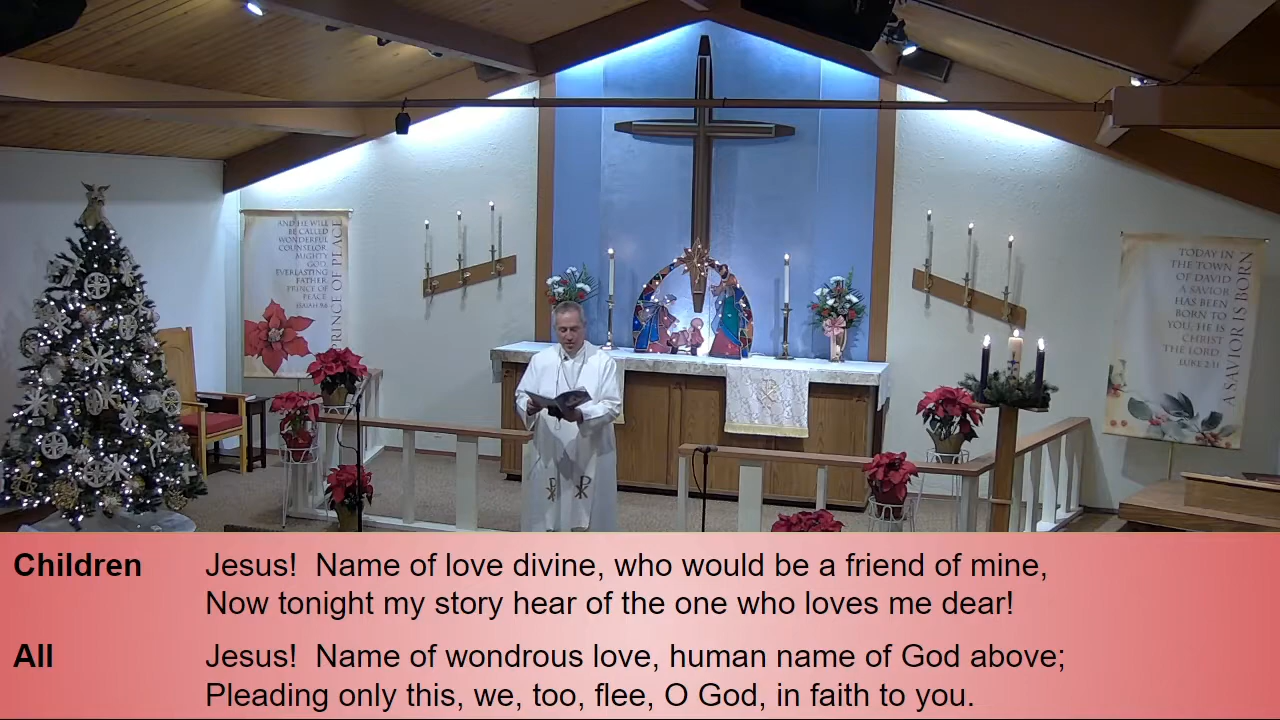 AND HE WILL
BE CALLED
WONDERFUL
COUNSELOR,
MIGHTY
GOD,
EVERLASTING
FATHER,
PRINCE OF
PEACE
ISAIAH 9:6
PRINCE OF PEACE
TODAY IN
THE TOWN
OF DAVID
A SAVIOR
HAS BEEN
BORN TO
YOU; HE IS
CHRIST
THE LORD.
LUKE 2:11
A SAVIOR IS BORN
Children Jesus!  Name of love divine, who would be a friend of mine,
Now tonight my story hear of the one who loves me dear!
All Jesus!  Name of wondrous love, human name of God above;
Pleading only this, we, too, flee, O God, in faith to you.